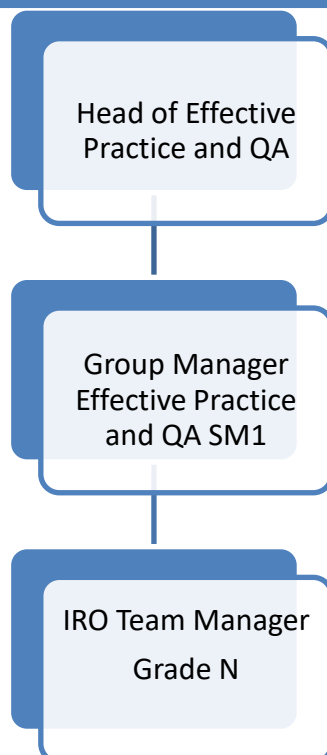 Head of Effective
Practice and QA
Group Manager
Effective Practice
and QA SM1
IRO Team Manager
Grade N